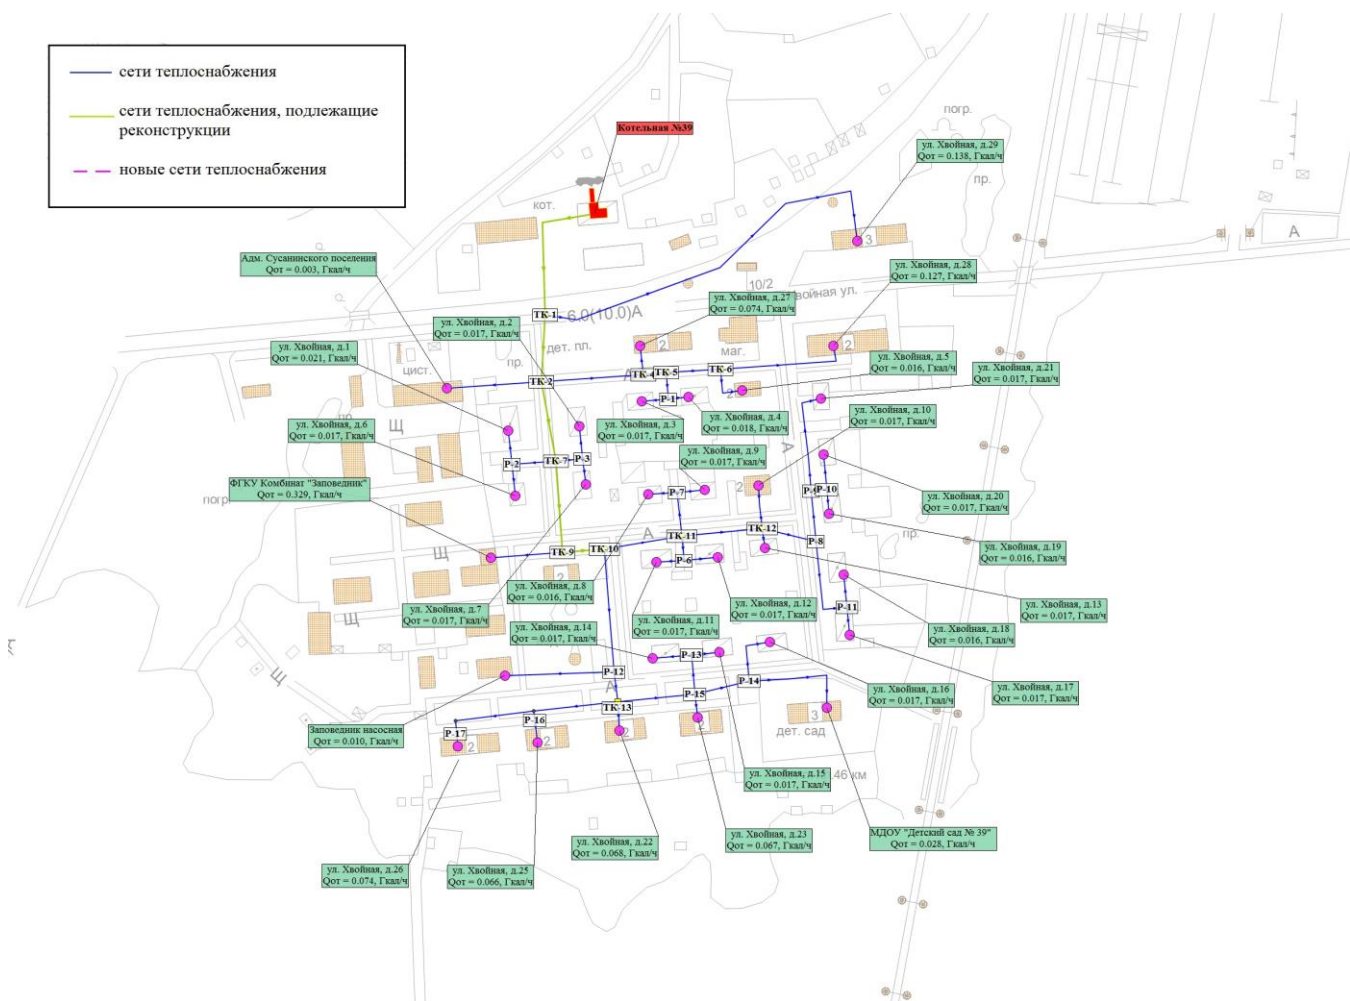 сети теплоснабжения
сети теплоснабжения, подлежащие
реконструкции
новые сети теплоснабжения
Котельная №39
погр.
ул. Хвойная, д.29
Qот = 0.138, Гкал/ч
пр.
кот.
3
А
Адм. Сусанинского поселения
Qот = 0.003, Гкал/ч
ул. Хвойная, д.28
Qот = 0.127, Гкал/ч
10/2
Хвойная ул.
ул. Хвойная, д.27
Qот = 0.074, Гкал/ч
ТК-1
6.0(10.0)А
ул. Хвойная, д.2
Qот = 0.017, Гкал/ч
ул. Хвойная, д.1
Qот = 0.021, Гкал/ч
дет. пл.
пр.
цист.
2
маг.
2
ул. Хвойная, д.5
Qот = 0.016, Гкал/ч
ул. Хвойная, д.21
Qот = 0.017, Гкал/ч
ТК-2
А
ТК-4
ТК-5
ТК-6
2
Р-1
пр.
Щ
ул. Хвойная, д.6
Qот = 0.017, Гкал/ч
ул. Хвойная, д.3
Qот = 0.017, Гкал/ч
ул. Хвойная, д.4
Qот = 0.018, Гкал/ч
ул. Хвойная, д.10
Qот = 0.017, Гкал/ч
А
ул. Хвойная, д.9
Qот = 0.017, Гкал/ч
Р-2
ТК-7
Р-3
ФГКУ Комбинат "Заповедник"
Qот = 0.329, Гкал/ч
погр
Р-7
2
Р-9
Р-10
ул. Хвойная, д.20
Qот = 0.017, Гкал/ч
А
ТК-11
ТК-12
Р-8
пр.
ул. Хвойная, д.19
Qот = 0.016, Гкал/ч
Щ
ТК-9
ТК-10
Р-6
2
ул. Хвойная, д.8
Qот = 0.016, Гкал/ч
ул. Хвойная, д.7
Qот = 0.017, Гкал/ч
Щ
ул. Хвойная, д.12
Qот = 0.017, Гкал/ч
ул. Хвойная, д.11
Qот = 0.017, Гкал/ч
ул. Хвойная, д.14
Qот = 0.017, Гкал/ч
Р-11
ул. Хвойная, д.13
Qот = 0.017, Гкал/ч
ул. Хвойная, д.18
Qот = 0.016, Гкал/ч
Р-13
Щ
Р-12
А
Р-14
Р-15
ул. Хвойная, д.16
Qот = 0.017, Гкал/ч
ул. Хвойная, д.17
Qот = 0.017, Гкал/ч
ТК-13
Р-16
Р-17
2
2
2
2
3
дет. сад
Заповедник насосная
Qот = 0.010, Гкал/ч
ул. Хвойная, д.15
Qот = 0.017, Гкал/ч
46 км
ул. Хвойная, д.23
Qот = 0.067, Гкал/ч
МДОУ "Детский сад № 39"
Qот = 0.028, Гкал/ч
ул. Хвойная, д.22
Qот = 0.068, Гкал/ч
ул. Хвойная, д.26
Qот = 0.074, Гкал/ч
ул. Хвойная, д.25
Qот = 0.066, Гкал/ч